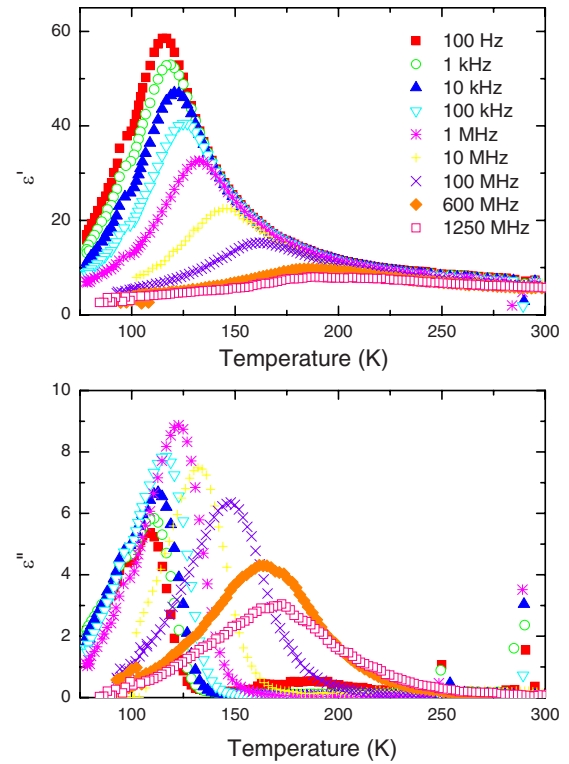 60
40
20
0
ε'
100 Hz
1 kHz
10 kHz
100 kHz
1 MHz
10 MHz
100 MHz
600 MHz
1250 MHz
100 150 200 250 300
Temperature (K)
10
8
6
4
2
0
ε"
100 150 200 250 300
Temperature (K)